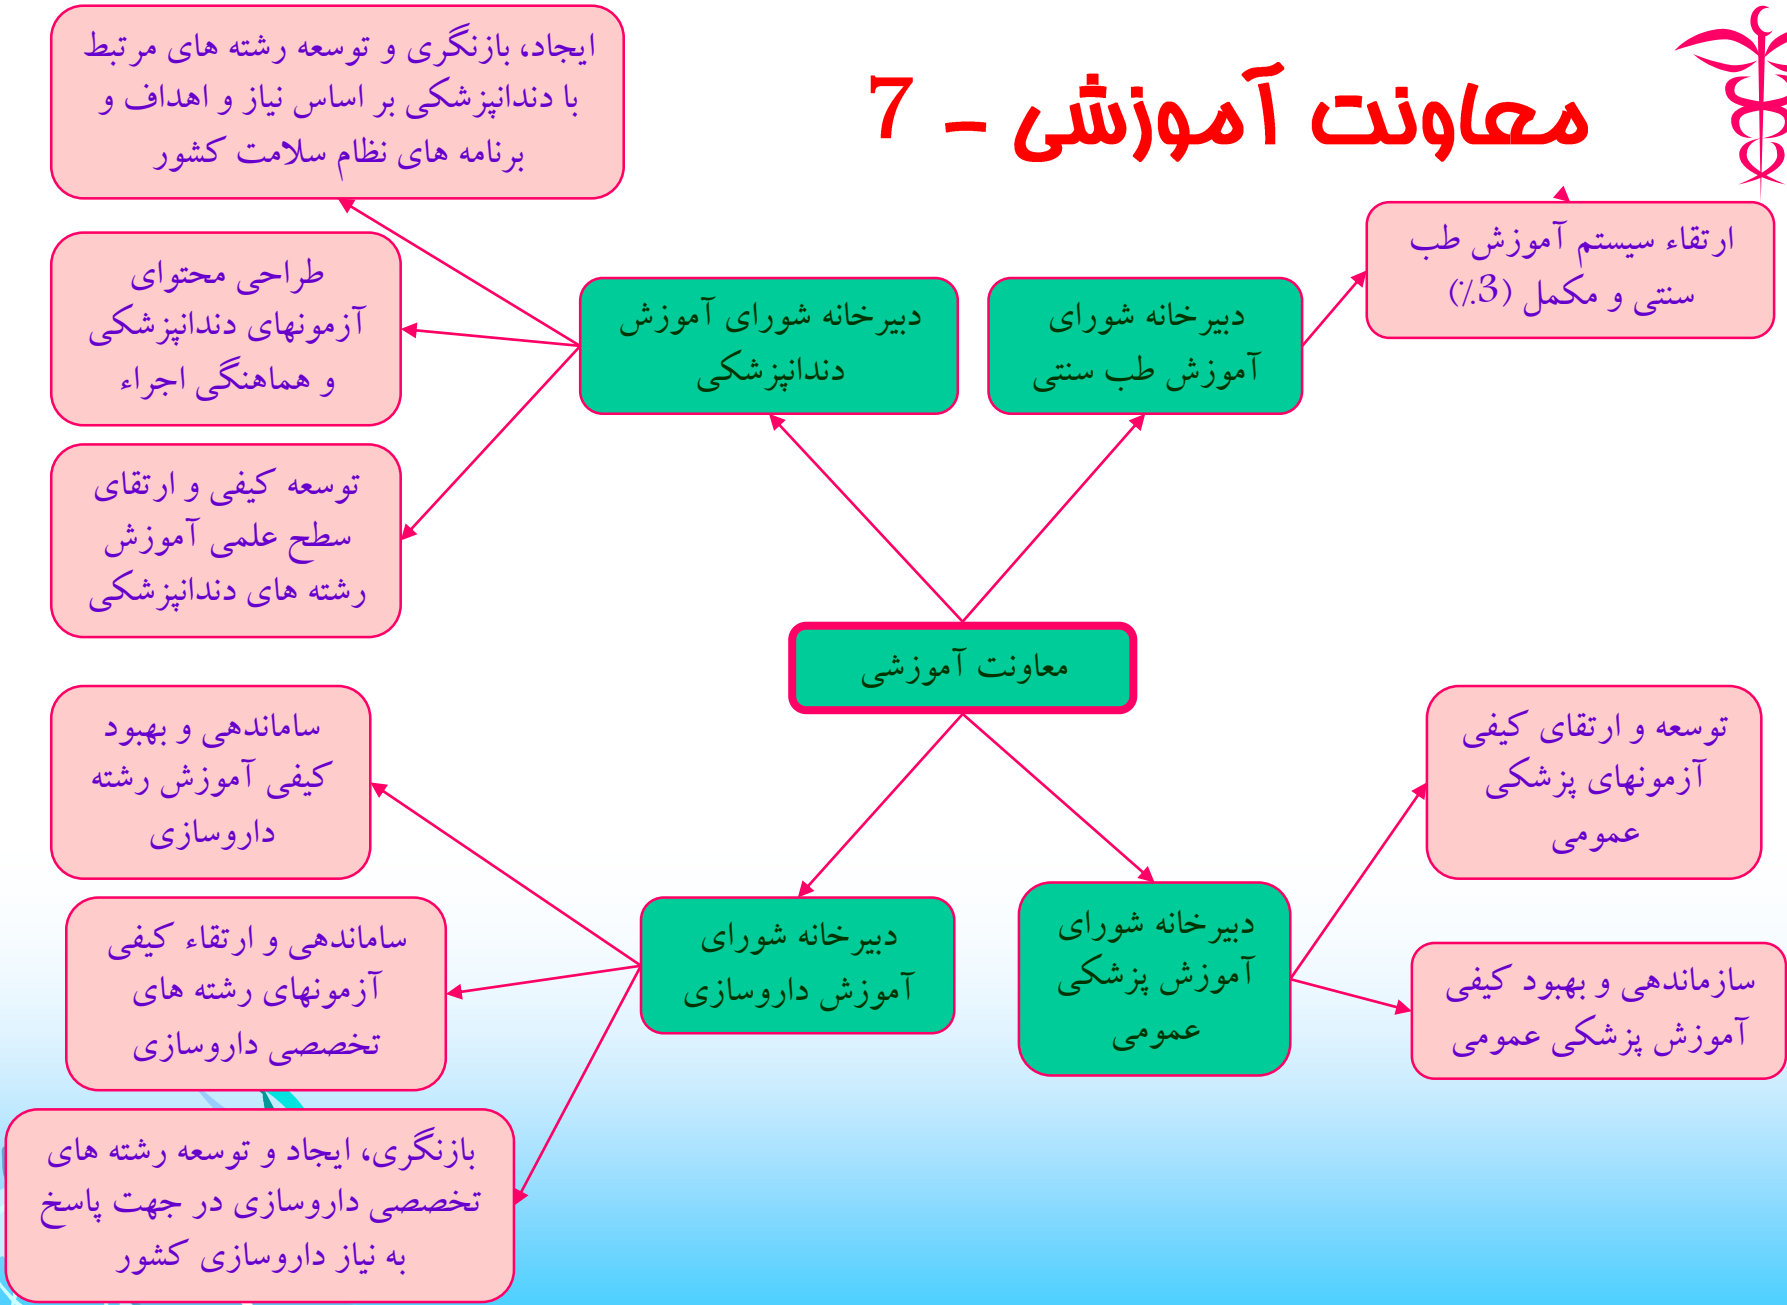 معاونت آموزشی - 7
ارتقاء سیستم آموزش طب
سنتی و مکمل (3٪)
دبیرخانه شورای
آموزش طب سنتی
دبیرخانه شورای آموزش
دندانپزشکی
ایجاد، بازنگری و توسعه رشته های مرتبط
با دندانپزشکی بر اساس نیاز و اهداف و
برنامه های نظام سلامت کشور
طراحی محتوای
آزمونهای دندانپزشکی
و هماهنگی اجراء
توسعه کیفی و ارتقای
سطح علمی آموزش
رشته های دندانپزشکی
معاونت آموزشی
توسعه و ارتقای کیفی
آزمونهای پزشکی
عمومی
سازماندهی و بهبود کیفی
آموزش پزشکی عمومی
دبیرخانه شورای
آموزش پزشکی
عمومی
دبیرخانه شورای
آموزش داروسازی
ساماندهی و بهبود
کیفی آموزش رشته
داروسازی
ساماندهی و ارتقاء کیفی
آزمونهای رشته های
تخصصی داروسازی
بازنگری، ایجاد و توسعه رشته های
تخصصی داروسازی در جهت پاسخ
به نیاز داروسازی کشور